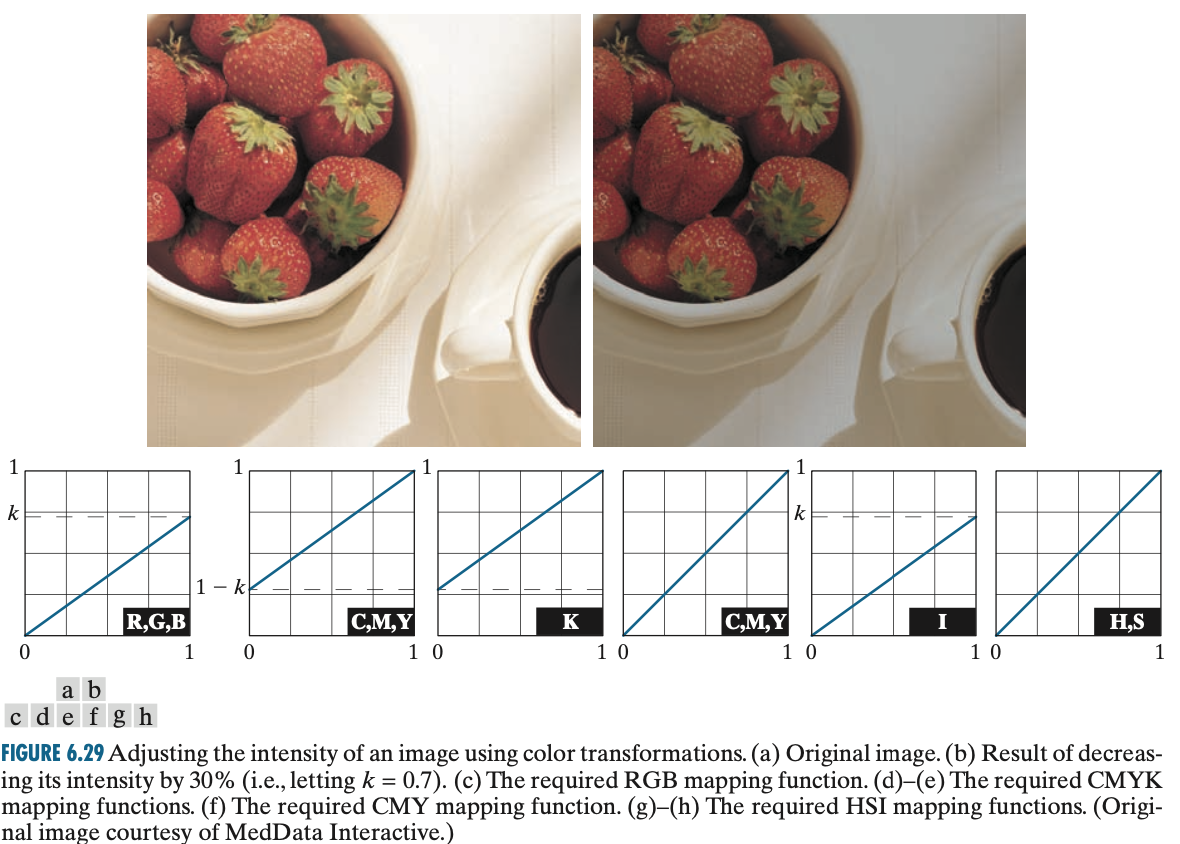 1 1 1 1
k k
1 − k
R,G,B C,M,Y K C,M,Y I H,S
0 1 0 1 0 1 0 1 0 1 0 1
a b
c d e f g h
FIGURE 6.29 Adjusting the intensity of an image using color transformations. (a) Original image. (b) Result of decreas-
ing its intensity by 30% (i.e., letting k = 0.7). (c) The required RGB mapping function. (d)–(e) The required CMYK
mapping functions. (f) The required CMY mapping function. (g)–(h) The required HSI mapping functions. (Origi-
nal image courtesy of MedData Interactive.)